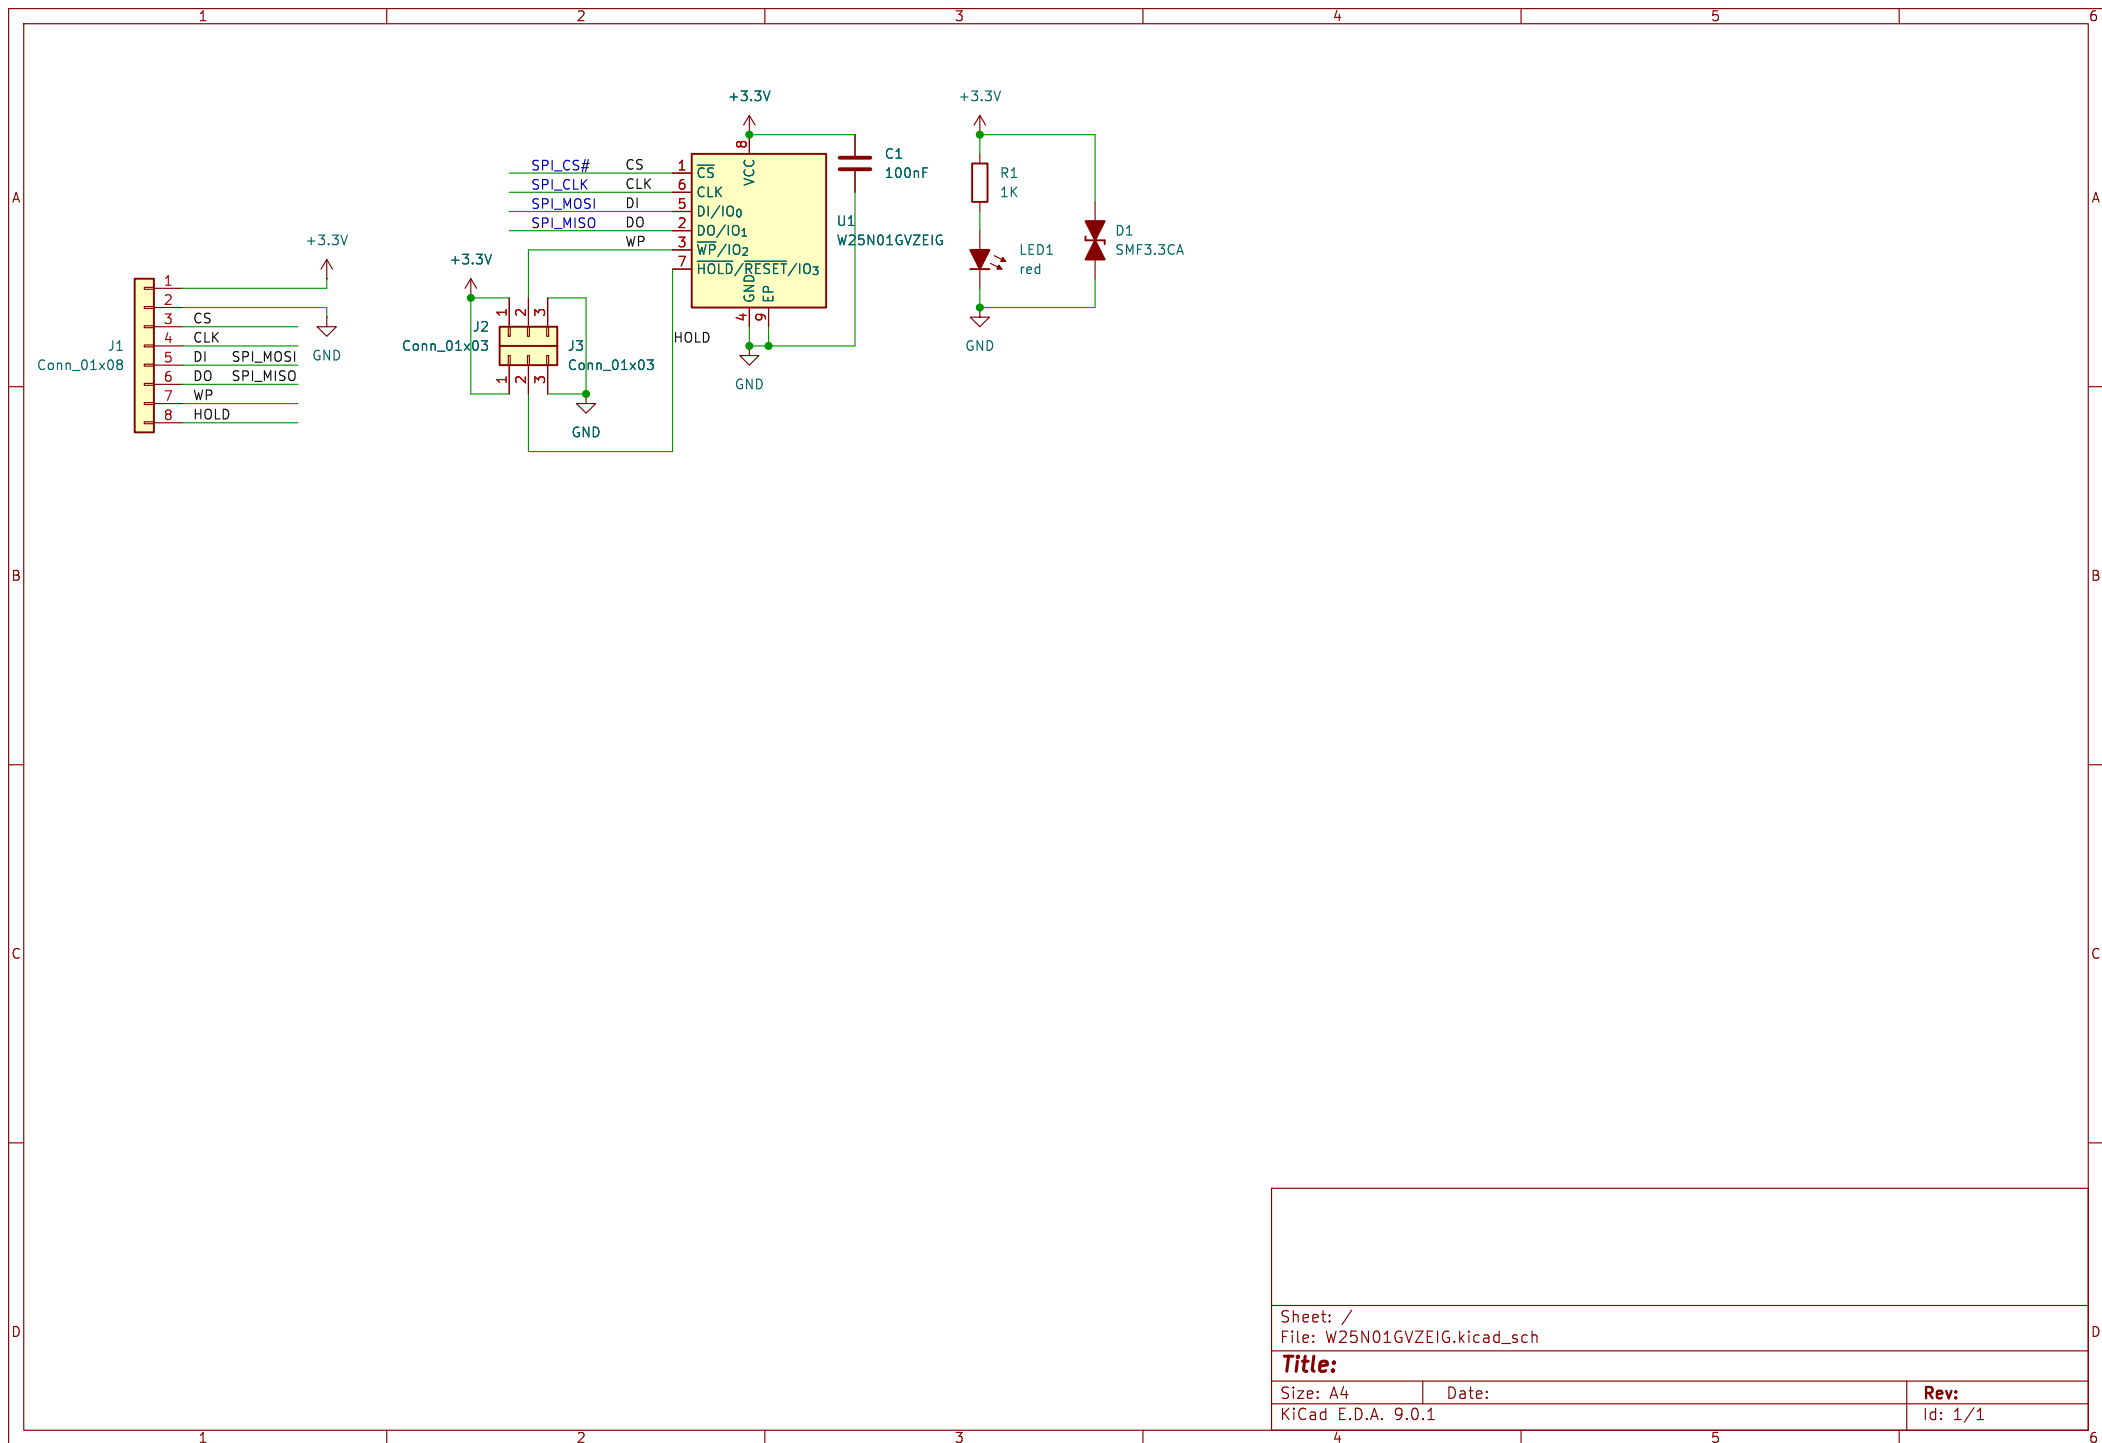 1 2 3 4 5 6
A
B
C
D
A
B
C
D
+3.3V
1
2
3 CS
4 CLK
5 DI SPI_MOSI
6 DO SPI_MISO
7 WP
8 HOLD
GND
J1
Conn_01x08
+3.3V
1 2 3
J2
Conn_01x03
J3
Conn_01x03
1 2 3
GND
HOLD
+3.3V
8
VCC
SPI_CS# CS 1 CS
SPI_CLK CLK 6 CLK
SPI_MOSI DI 5 DI/IO0
SPI_MISO DO 2 DO/IO1
WP 3 WP/IO2
7 HOLD/RESET/IO3
GND EP
4 9
GND
U1
W25N01GVZEIG
C1
100nF
+3.3V
R1
1K
LED1
red
D1
SMF3.3CA
GND
Sheet: /
File: W25N01GVZEIG.kicad_sch
Title:
Size: A4 Date: Rev:
KiCad E.D.A. 9.0.1 Id: 1/1
1 2 3 4 5 6